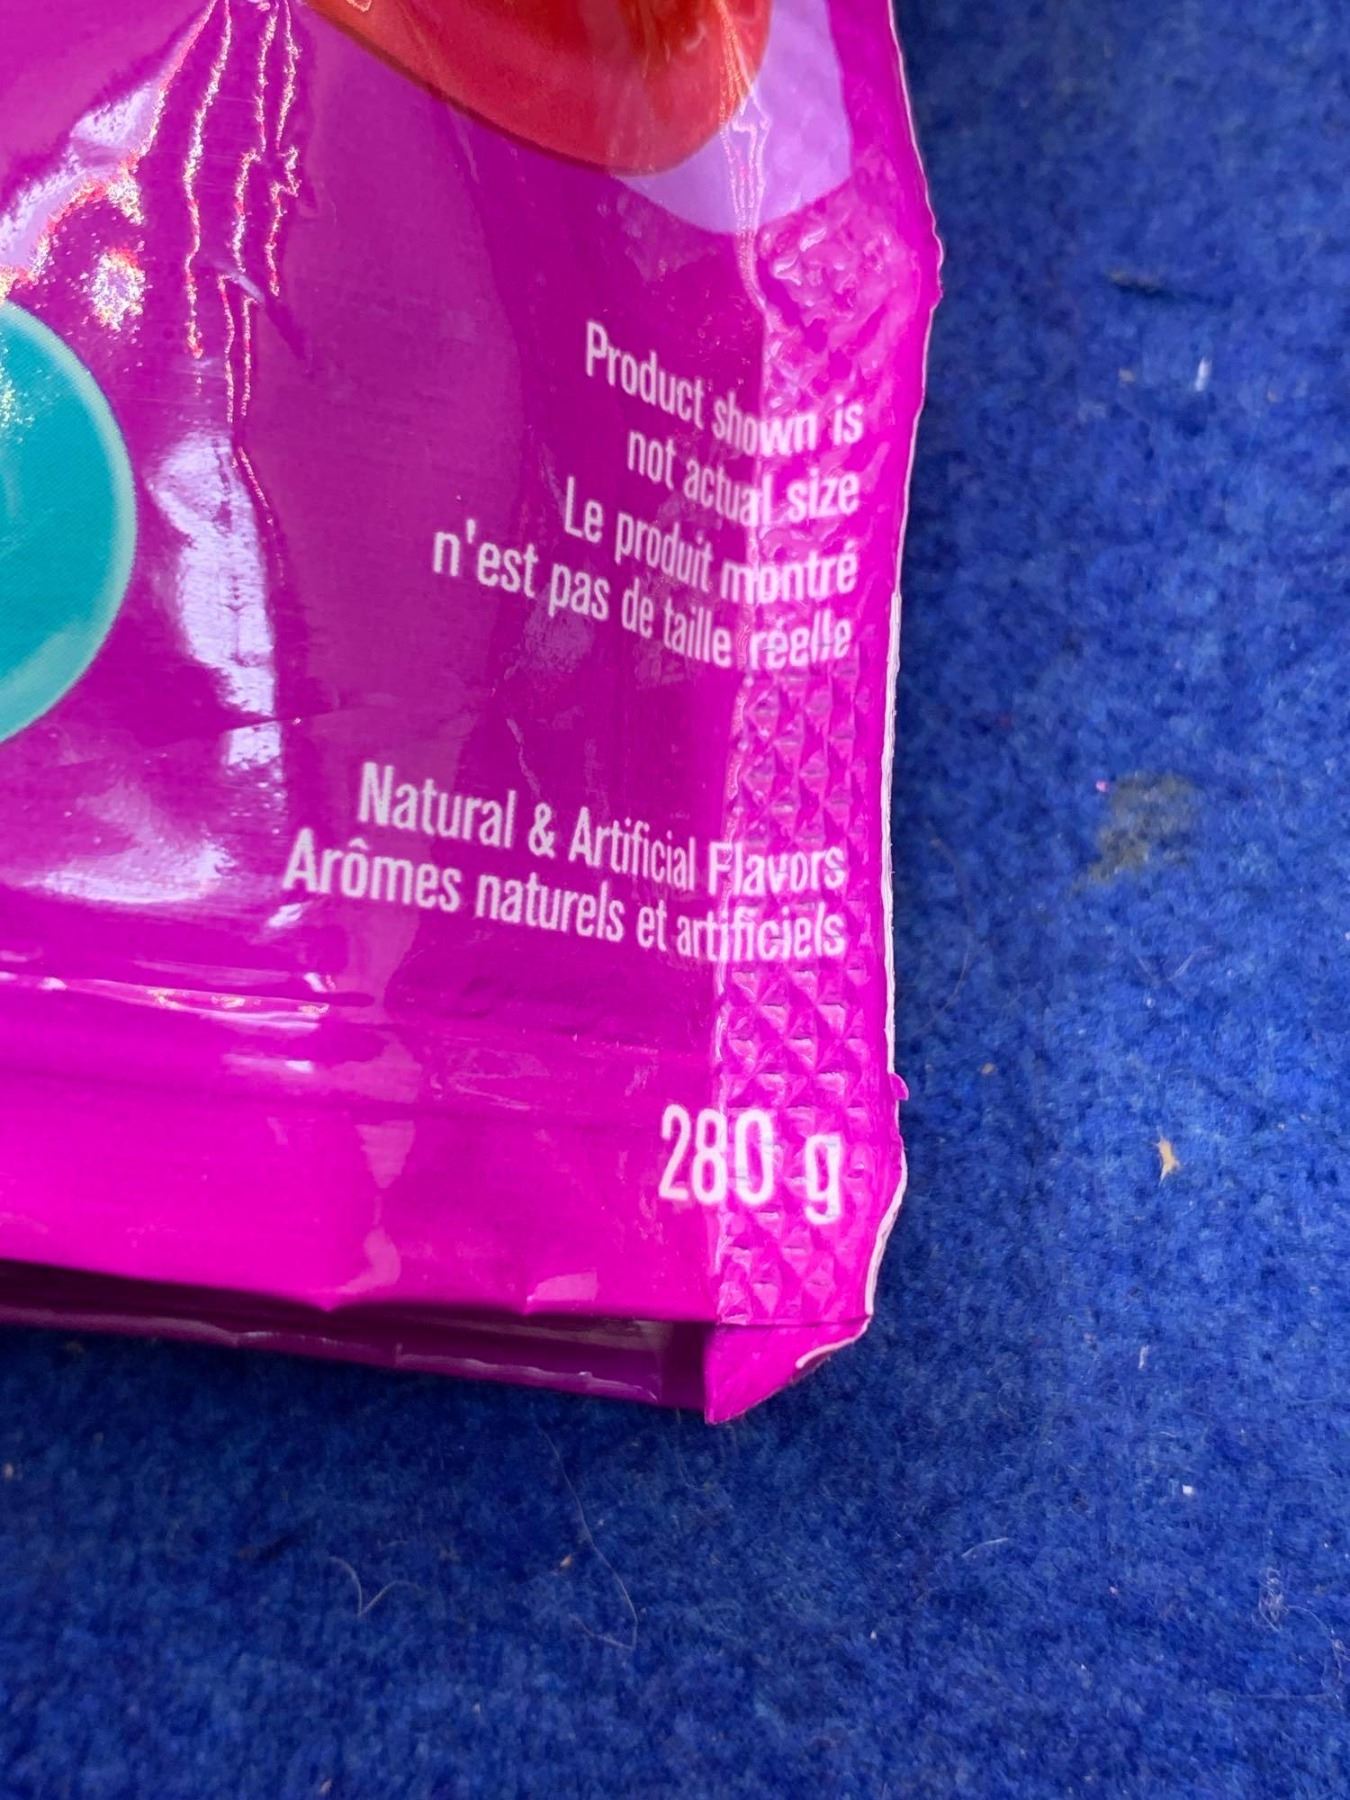 Product shown is
not actual size
Le produit montré
n'est pas de taille réelle
Natural & Artificial Flavors
Arômes naturels et artificiels
280 g